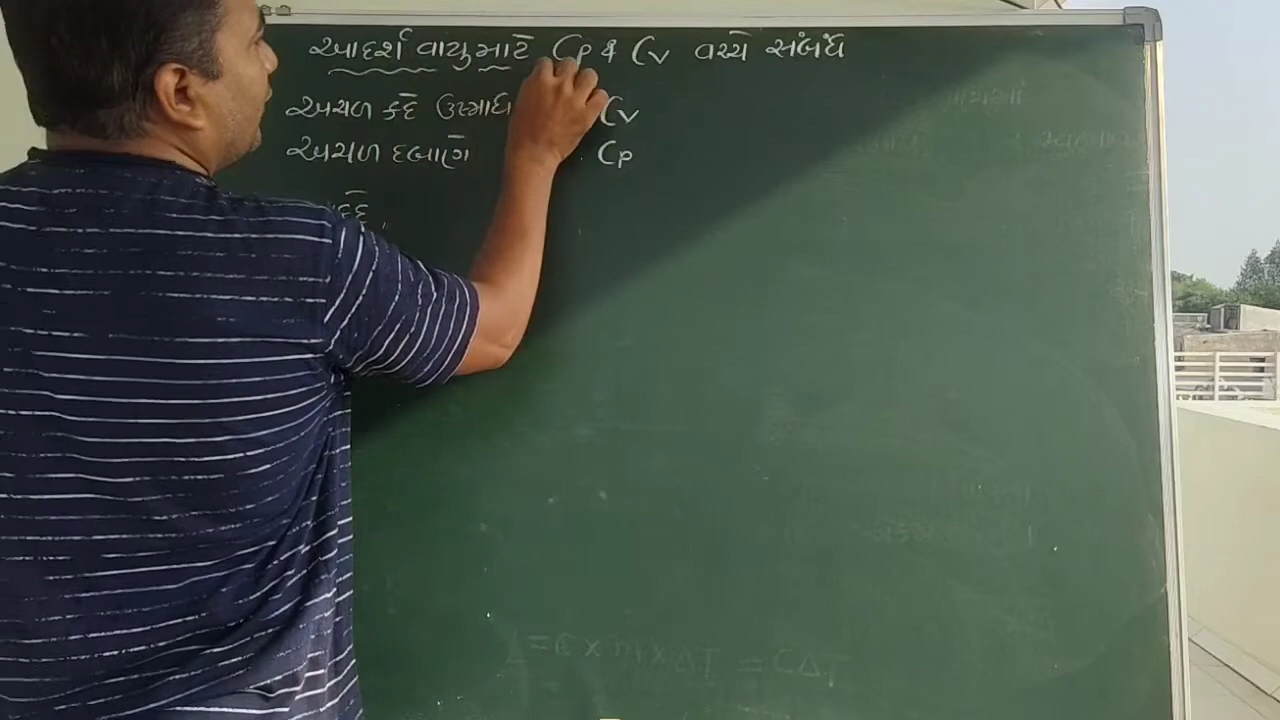 આદર્શ વાયુ માટે Cp & Cv વચ્ચે સંબંધ
અચળ કદે ઉષ્માધા Cv
અચળ દબાણે Cp